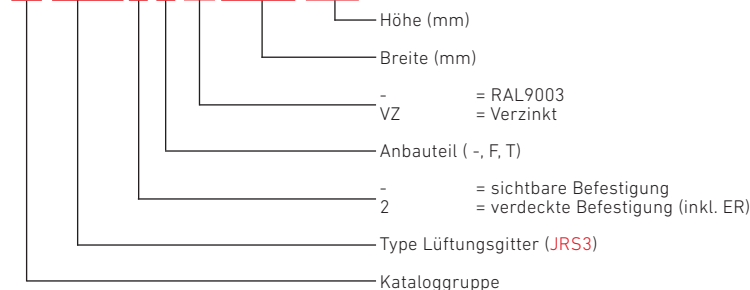 Höhe (mm)
Breite (mm)
- = RAL9003
VZ = Verzinkt
Anbauteil ( -, F, T)
- = sichtbare Befestigung
2 = verdeckte Befestigung (inkl. ER)
Type Lüftungsgitter (JRS3)
Kataloggruppe